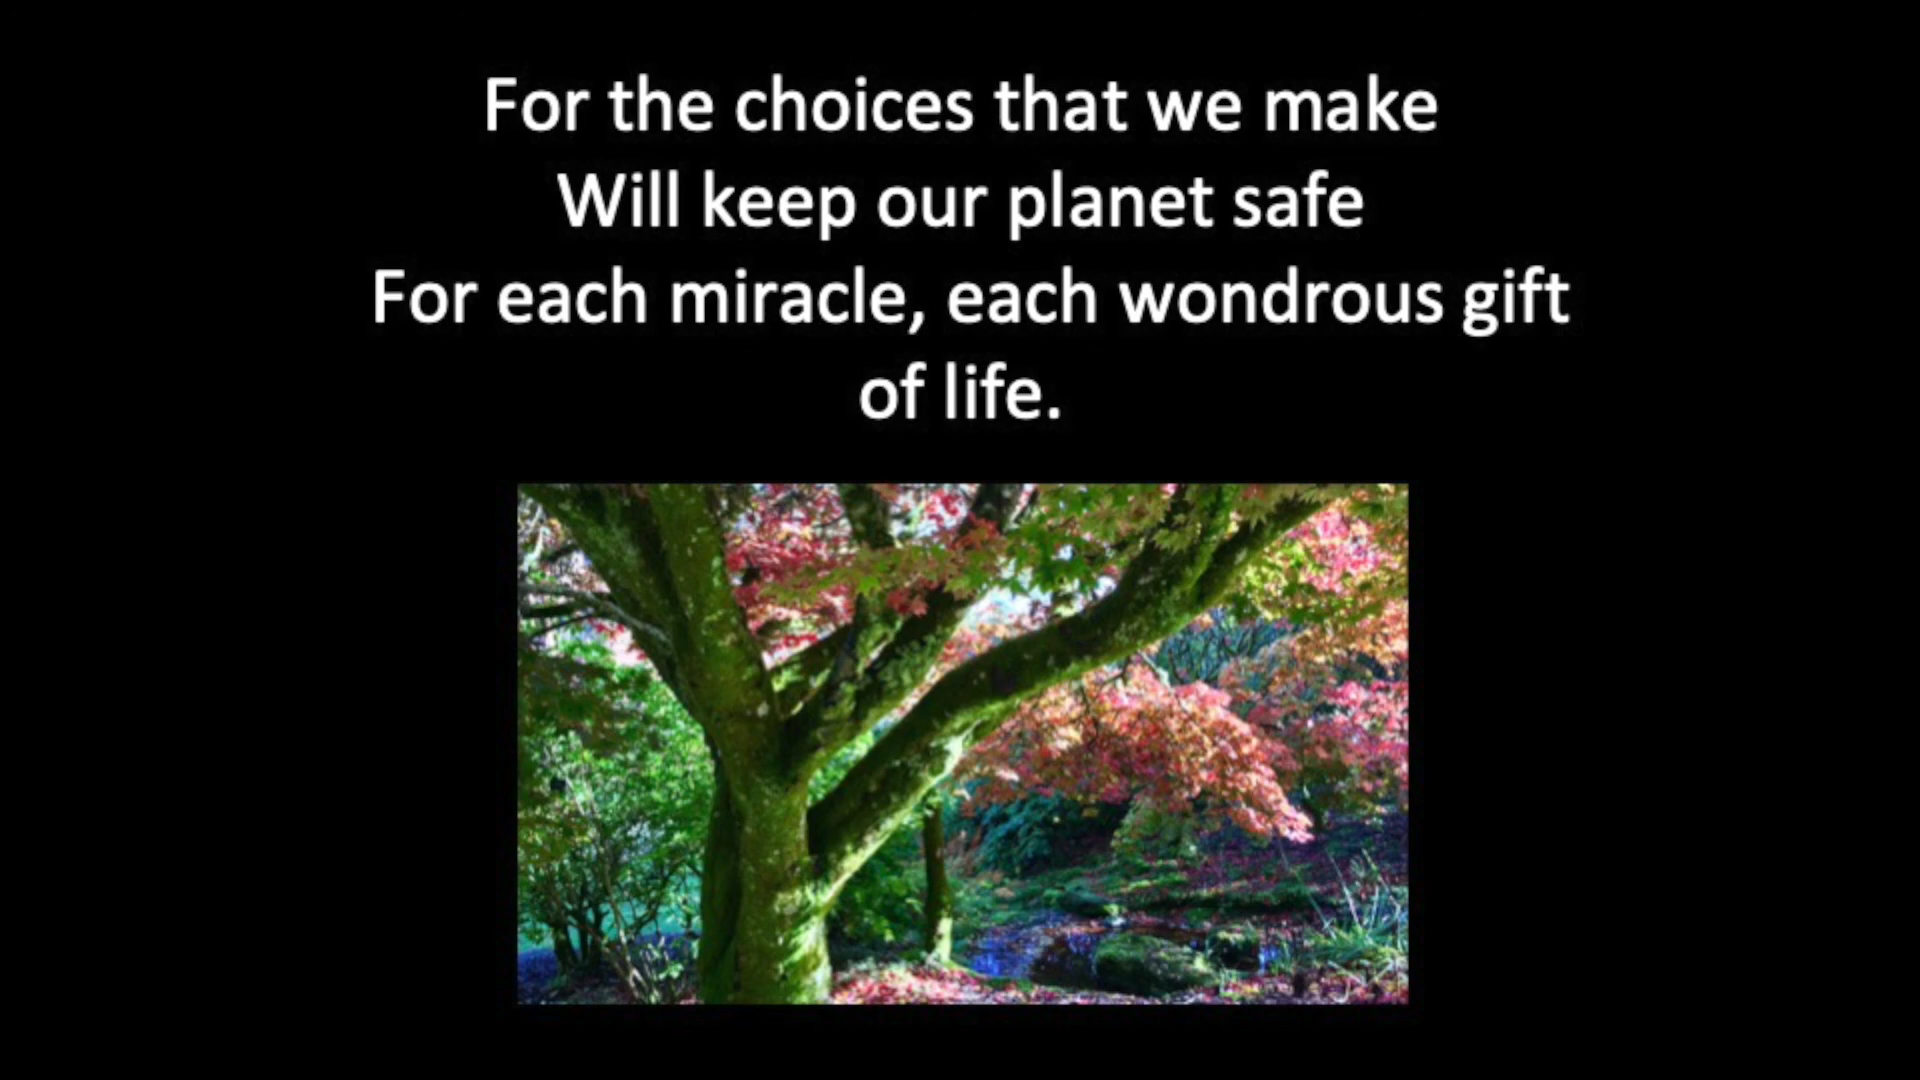 For the choices that we make
Will keep our planet safe
For each miracle, each wondrous gift
of life.